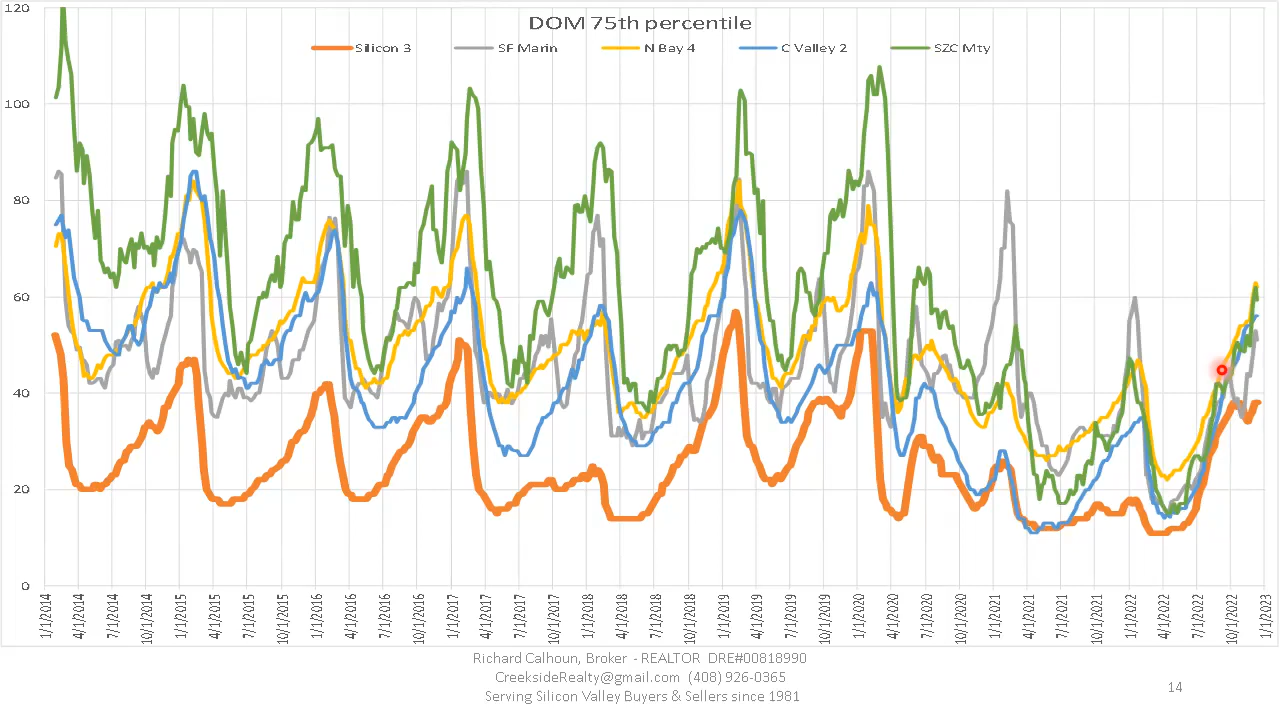 DOM 75th percentile
Silicon 3 SF Marin N Bay 4 C Valley 2 SZC Mty
120
100
80
60
40
20
0
1/1/2014 4/1/2014 7/1/2014 10/1/2014 1/1/2015 4/1/2015 7/1/2015 10/1/2015 1/1/2016 4/1/2016 7/1/2016 10/1/2016 1/1/2017 4/1/2017 7/1/2017 10/1/2017 1/1/2018 4/1/2018 7/1/2018 10/1/2018 1/1/2019 4/1/2019 7/1/2019 10/1/2019 1/1/2020 4/1/2020 7/1/2020 10/1/2020 1/1/2021 4/1/2021 7/1/2021 10/1/2021 1/1/2022 4/1/2022 7/1/2022 10/1/2022 1/1/2023
Richard Calhoun, Broker - REALTOR DRE#00818990
CreeksideRealty@gmail.com (408) 926-0365
Serving Silicon Valley Buyers & Sellers since 1981
14